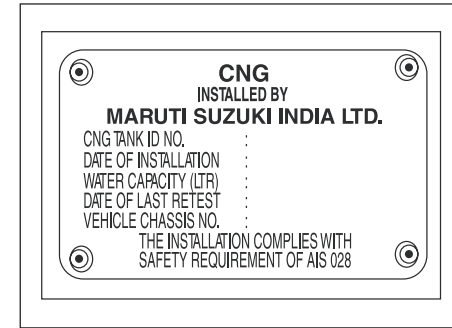 CNG
INSTALLED BY
MARUTI SUZUKI INDIA LTD.
CNG TANK ID NO. :
DATE OF INSTALLATION :
WATER CAPACITY (LTR) :
DATE OF LAST RETEST :
VEHICLE CHASSIS NO. :
THE INSTALLATION COMPLIES WITH
SAFETY REQUIREMENT OF AIS 028